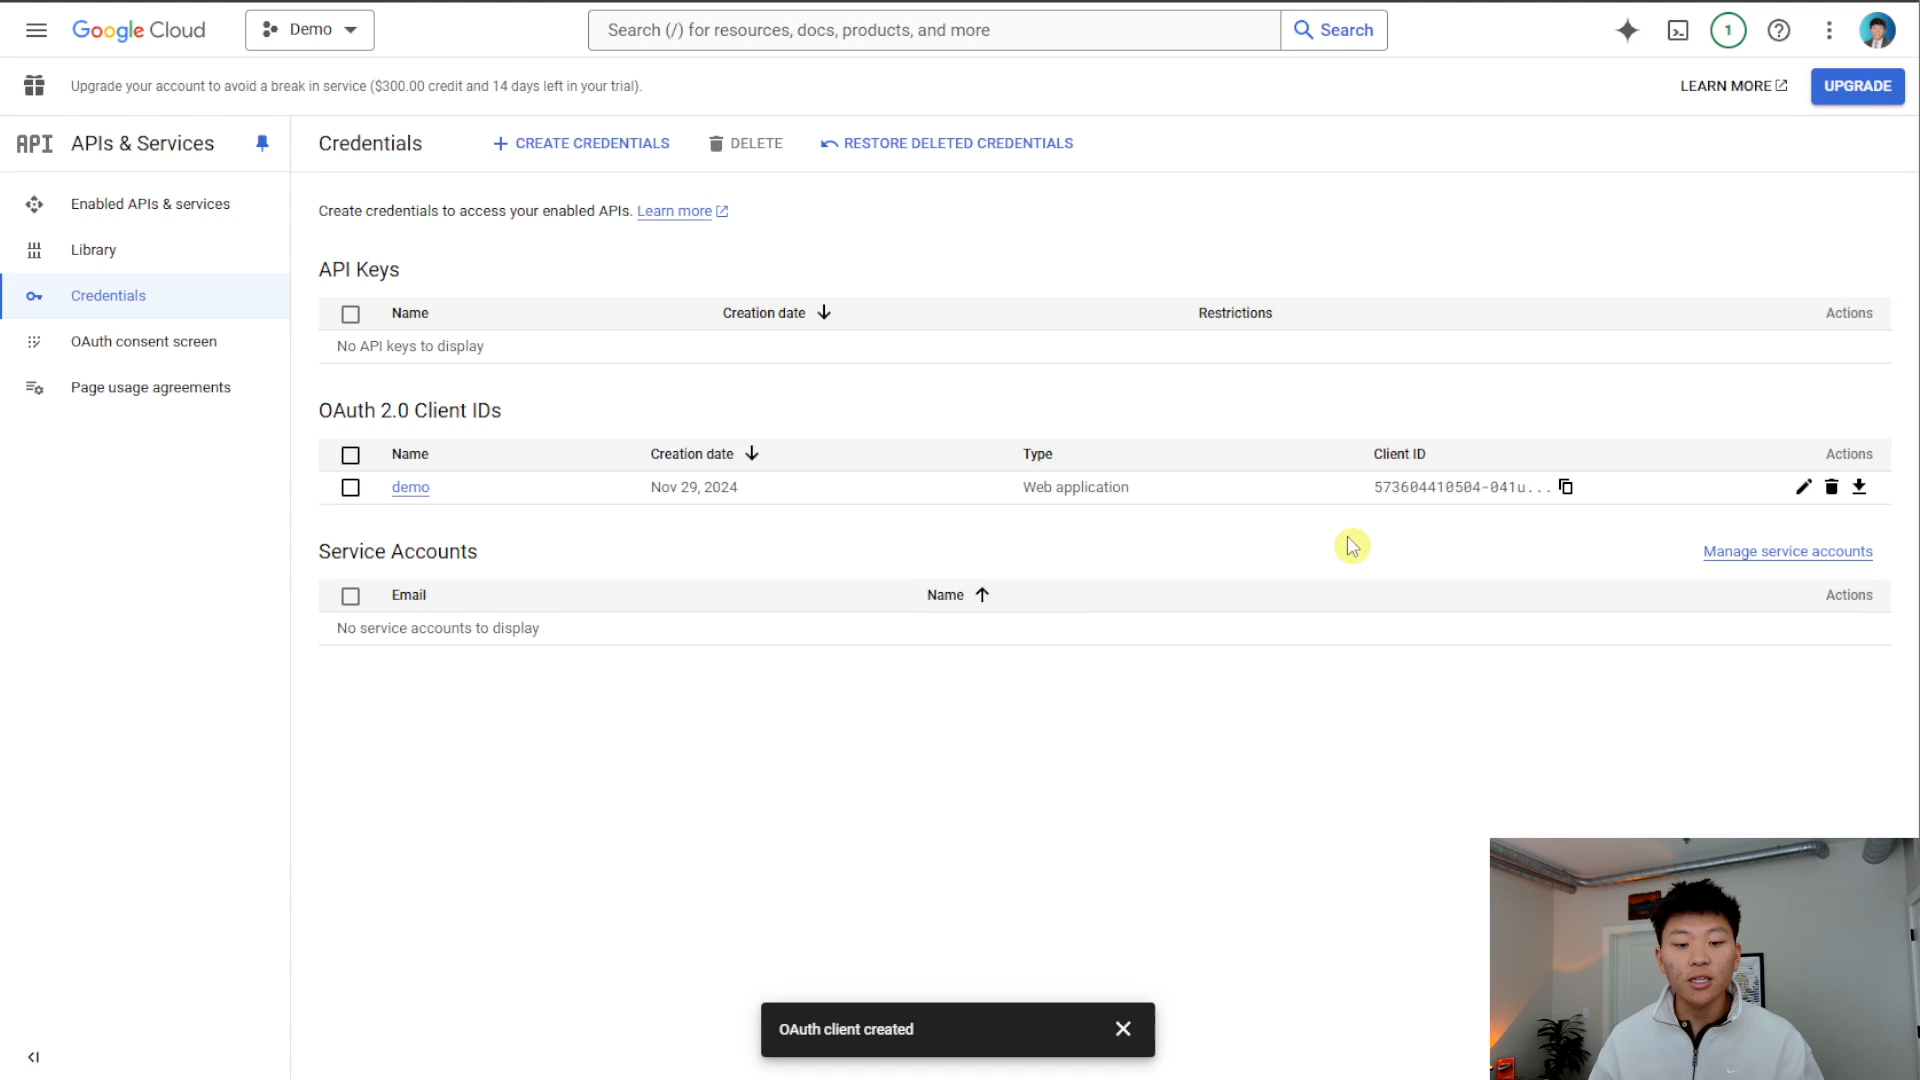 Google Cloud
Demo
Search (/) for resources, docs, products, and more
Search
1
Upgrade your account to avoid a break in service ($300.00 credit and 14 days left in your trial).
LEARN MORE
UPGRADE
API APIs & Services
Credentials
CREATE CREDENTIALS
DELETE
RESTORE DELETED CREDENTIALS
Enabled APIs & services
Library
Credentials
OAuth consent screen
Page usage agreements
Create credentials to access your enabled APIs. Learn more
API Keys
Name Creation date Restrictions Actions
No API keys to display
OAuth 2.0 Client IDs
Name Creation date Type Client ID Actions
demo Nov 29, 2024 Web application 573604410504-041u...
Service Accounts
Manage service accounts
Email Name Actions
No service accounts to display
OAuth client created